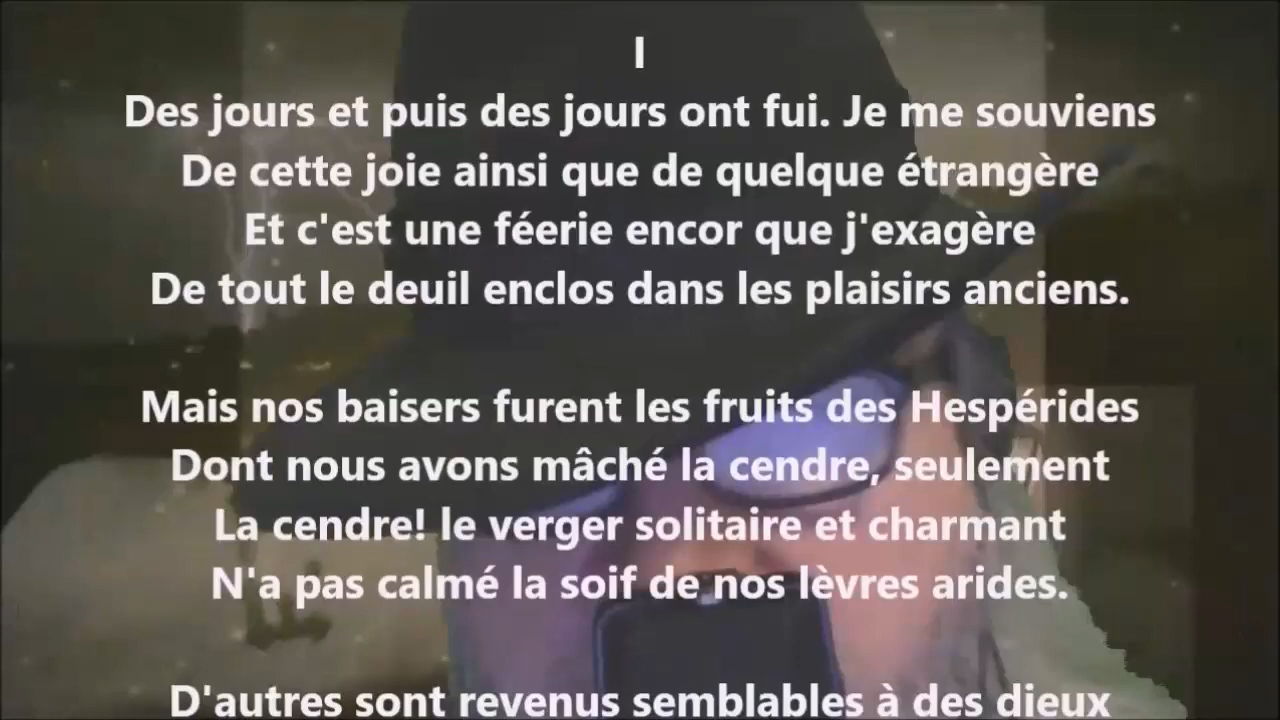 I
Des jours et puis des jours ont fui. Je me souviens
De cette joie ainsi que de quelque étrangère
Et c'est une féerie encor que j'exagère
De tout le deuil enclos dans les plaisirs anciens.
Mais nos baisers furent les fruits des Hespérides
Dont nous avons mâché la cendre, seulement
La cendre! le verger solitaire et charmant
N'a pas calmé la soif de nos lèvres arides.
D'autres sont revenus semblables à des dieux